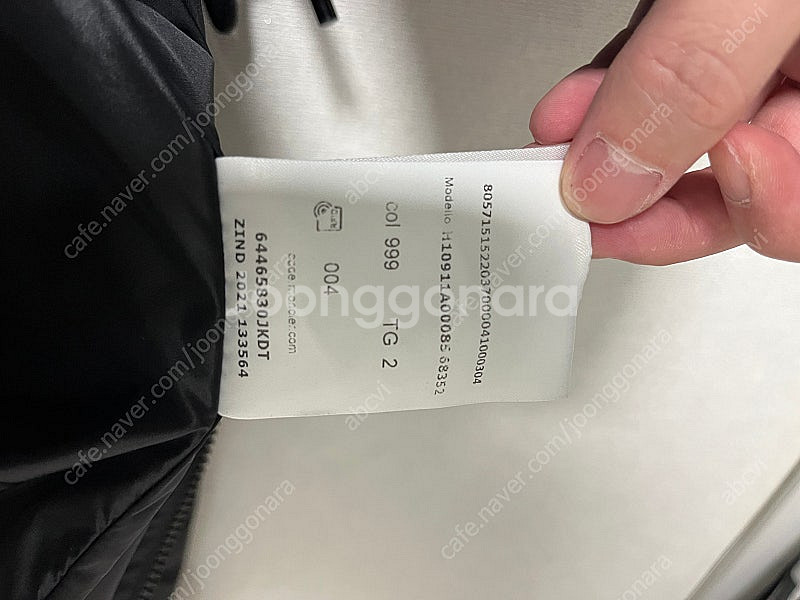 8057151522037000041000304
Modello H10911A00085 68352
col 999 TG 2
004
code.moncler.com
64465830JKDT
ZIND 2021 133564
joonggonara
cafe.naver.com/joonggonara
abcvi